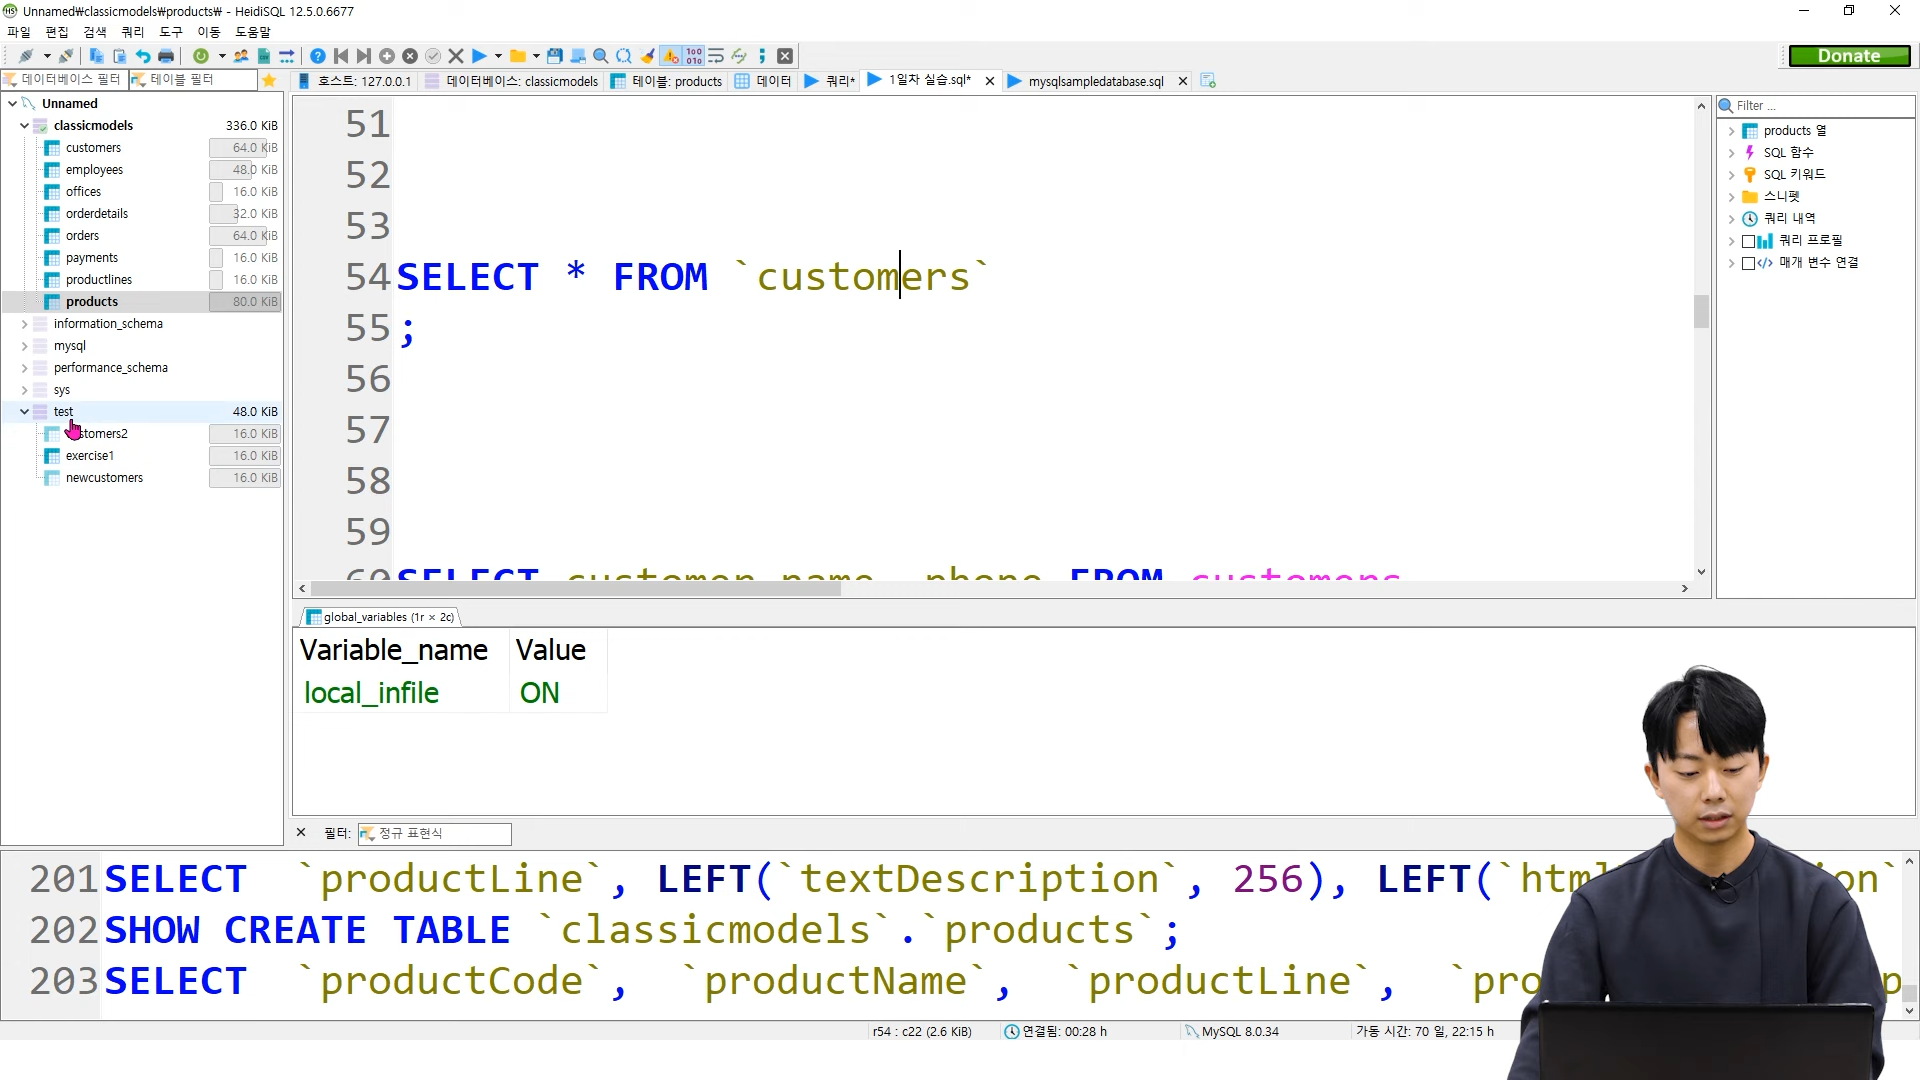 Unnamed₩classicmodels₩products₩ - HeidiSQL 12.5.0.6677
파일 편집 검색 쿼리 도구 이동 도움말
Donate
데이터베이스 필터 테이블 필터
호스트: 127.0.0.1 데이터베이스: classicmodels 테이블: products 데이터 쿼리* 1일차 실습.sql* mysqlsampledatabase.sql
Unnamed
classicmodels 336.0 KiB
customers 64.0 KiB
employees 48.0 KiB
offices 16.0 KiB
orderdetails 32.0 KiB
orders 64.0 KiB
payments 16.0 KiB
productlines 16.0 KiB
products 80.0 KiB
information_schema
mysql
performance_schema
sys
test 48.0 KiB
stomers2 16.0 KiB
exercise1 16.0 KiB
newcustomers 16.0 KiB
51
52
53
54 SELECT * FROM `customers`
55 ;
56
57
58
59
60 SELECT customer_name, phone FROM customers
Filter ...
products 열
SQL 함수
SQL 키워드
스니펫
쿼리 내역
쿼리 프로필
매개 변수 연결
global_variables (1r × 2c)
Variable_name Value
local_infile ON
필터: 정규 표현식
201 SELECT `productLine`, LEFT(`textDescription`, 256), LEFT(`html
202 SHOW CREATE TABLE `classicmodels`.`products`;
203 SELECT `productCode`, `productName`, `productLine`, `pro
r54 : c22 (2.6 KiB) 연결됨: 00:28 h MySQL 8.0.34 가동 시간: 70 일, 22:15 h